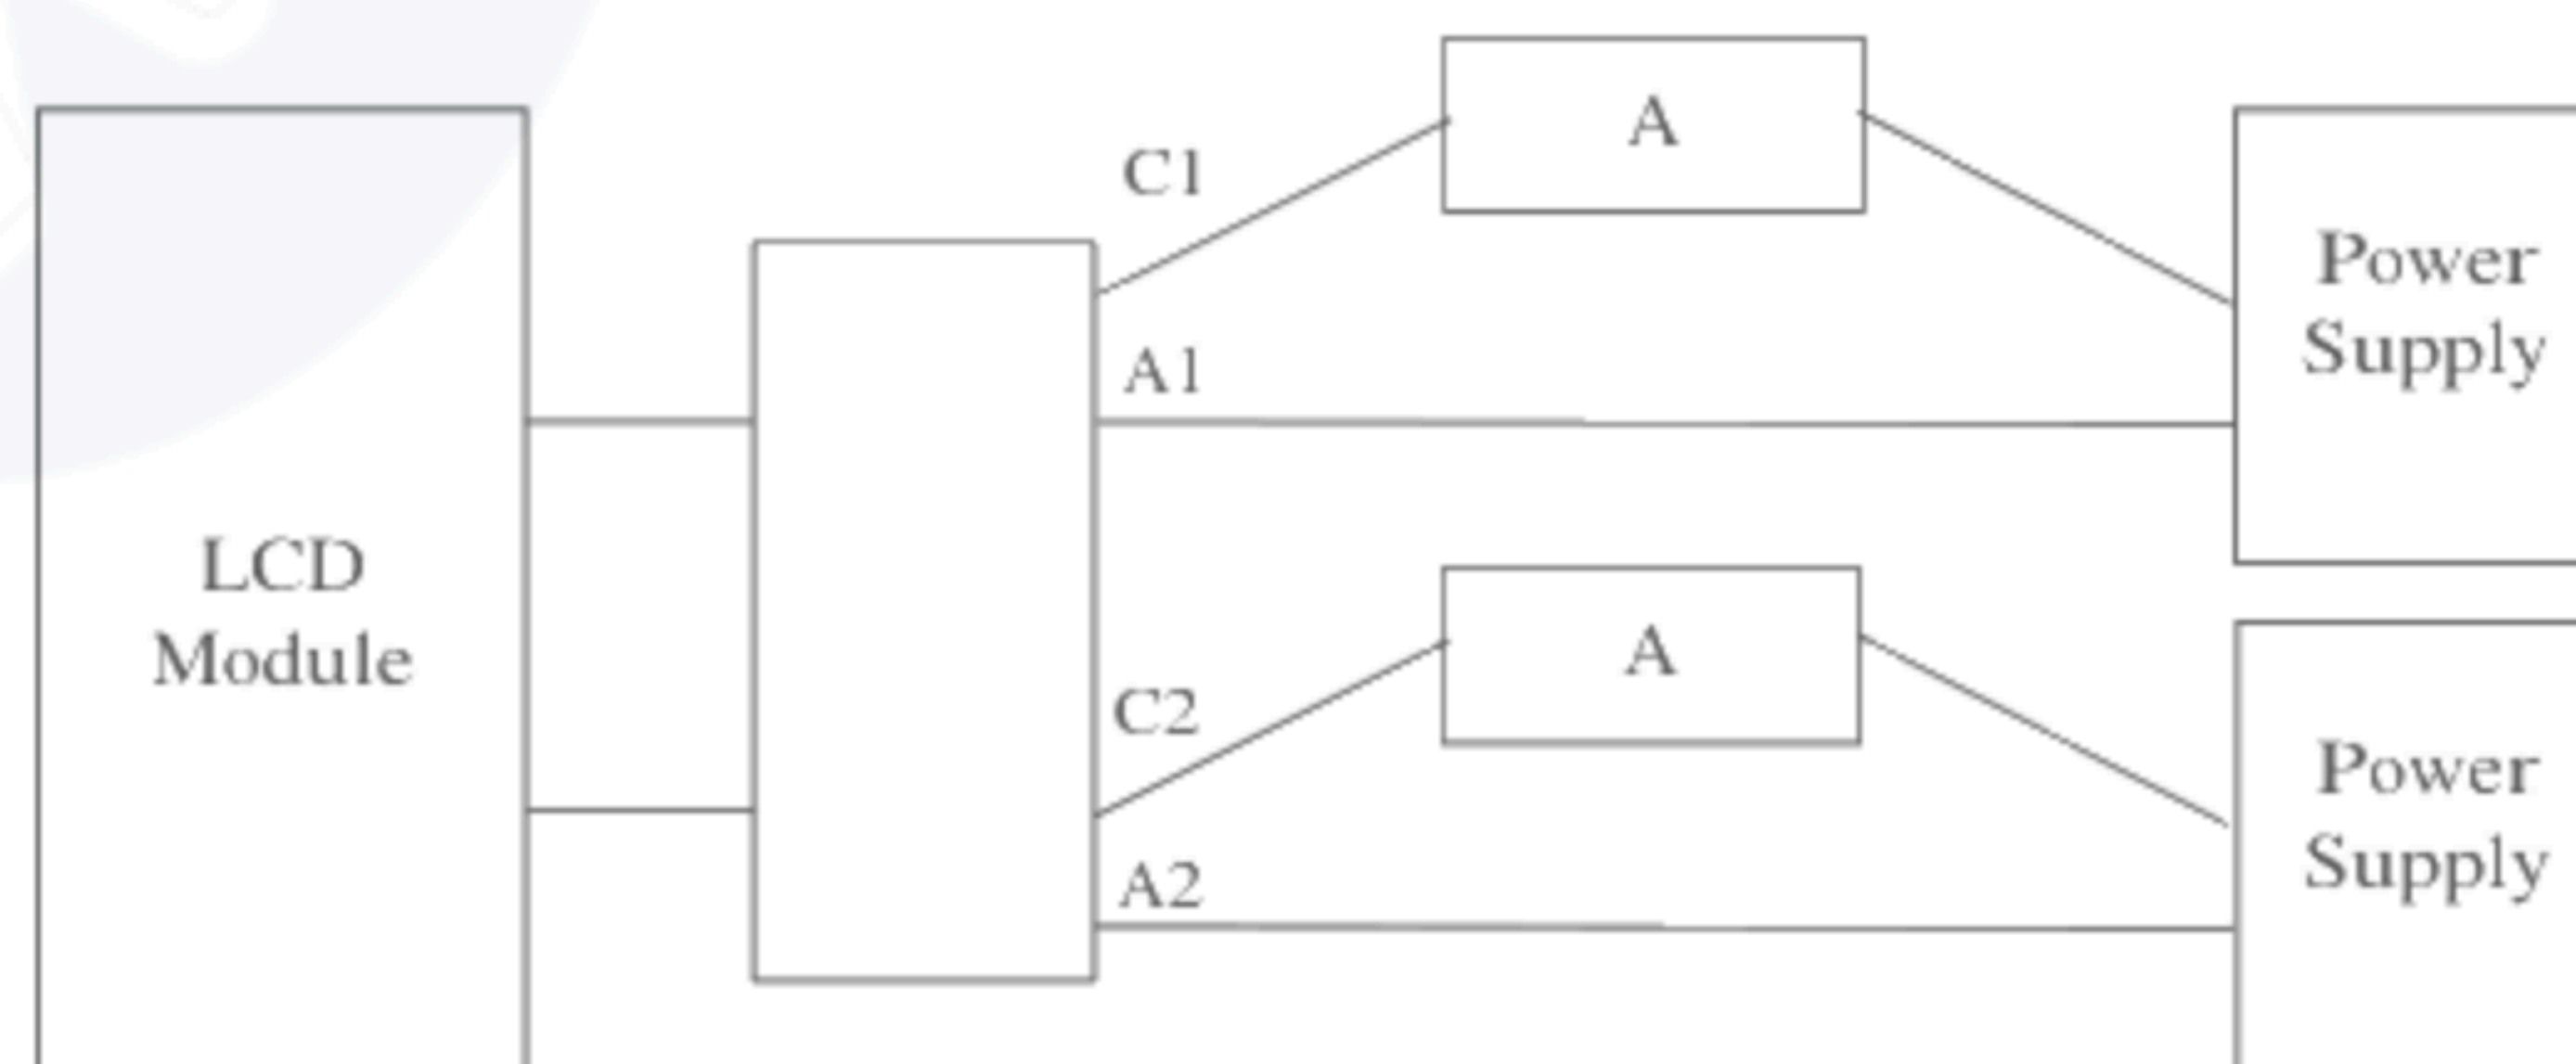 A
C1
Power
Supply
A1
LCD
Module
A
C2
Power
Supply
A2